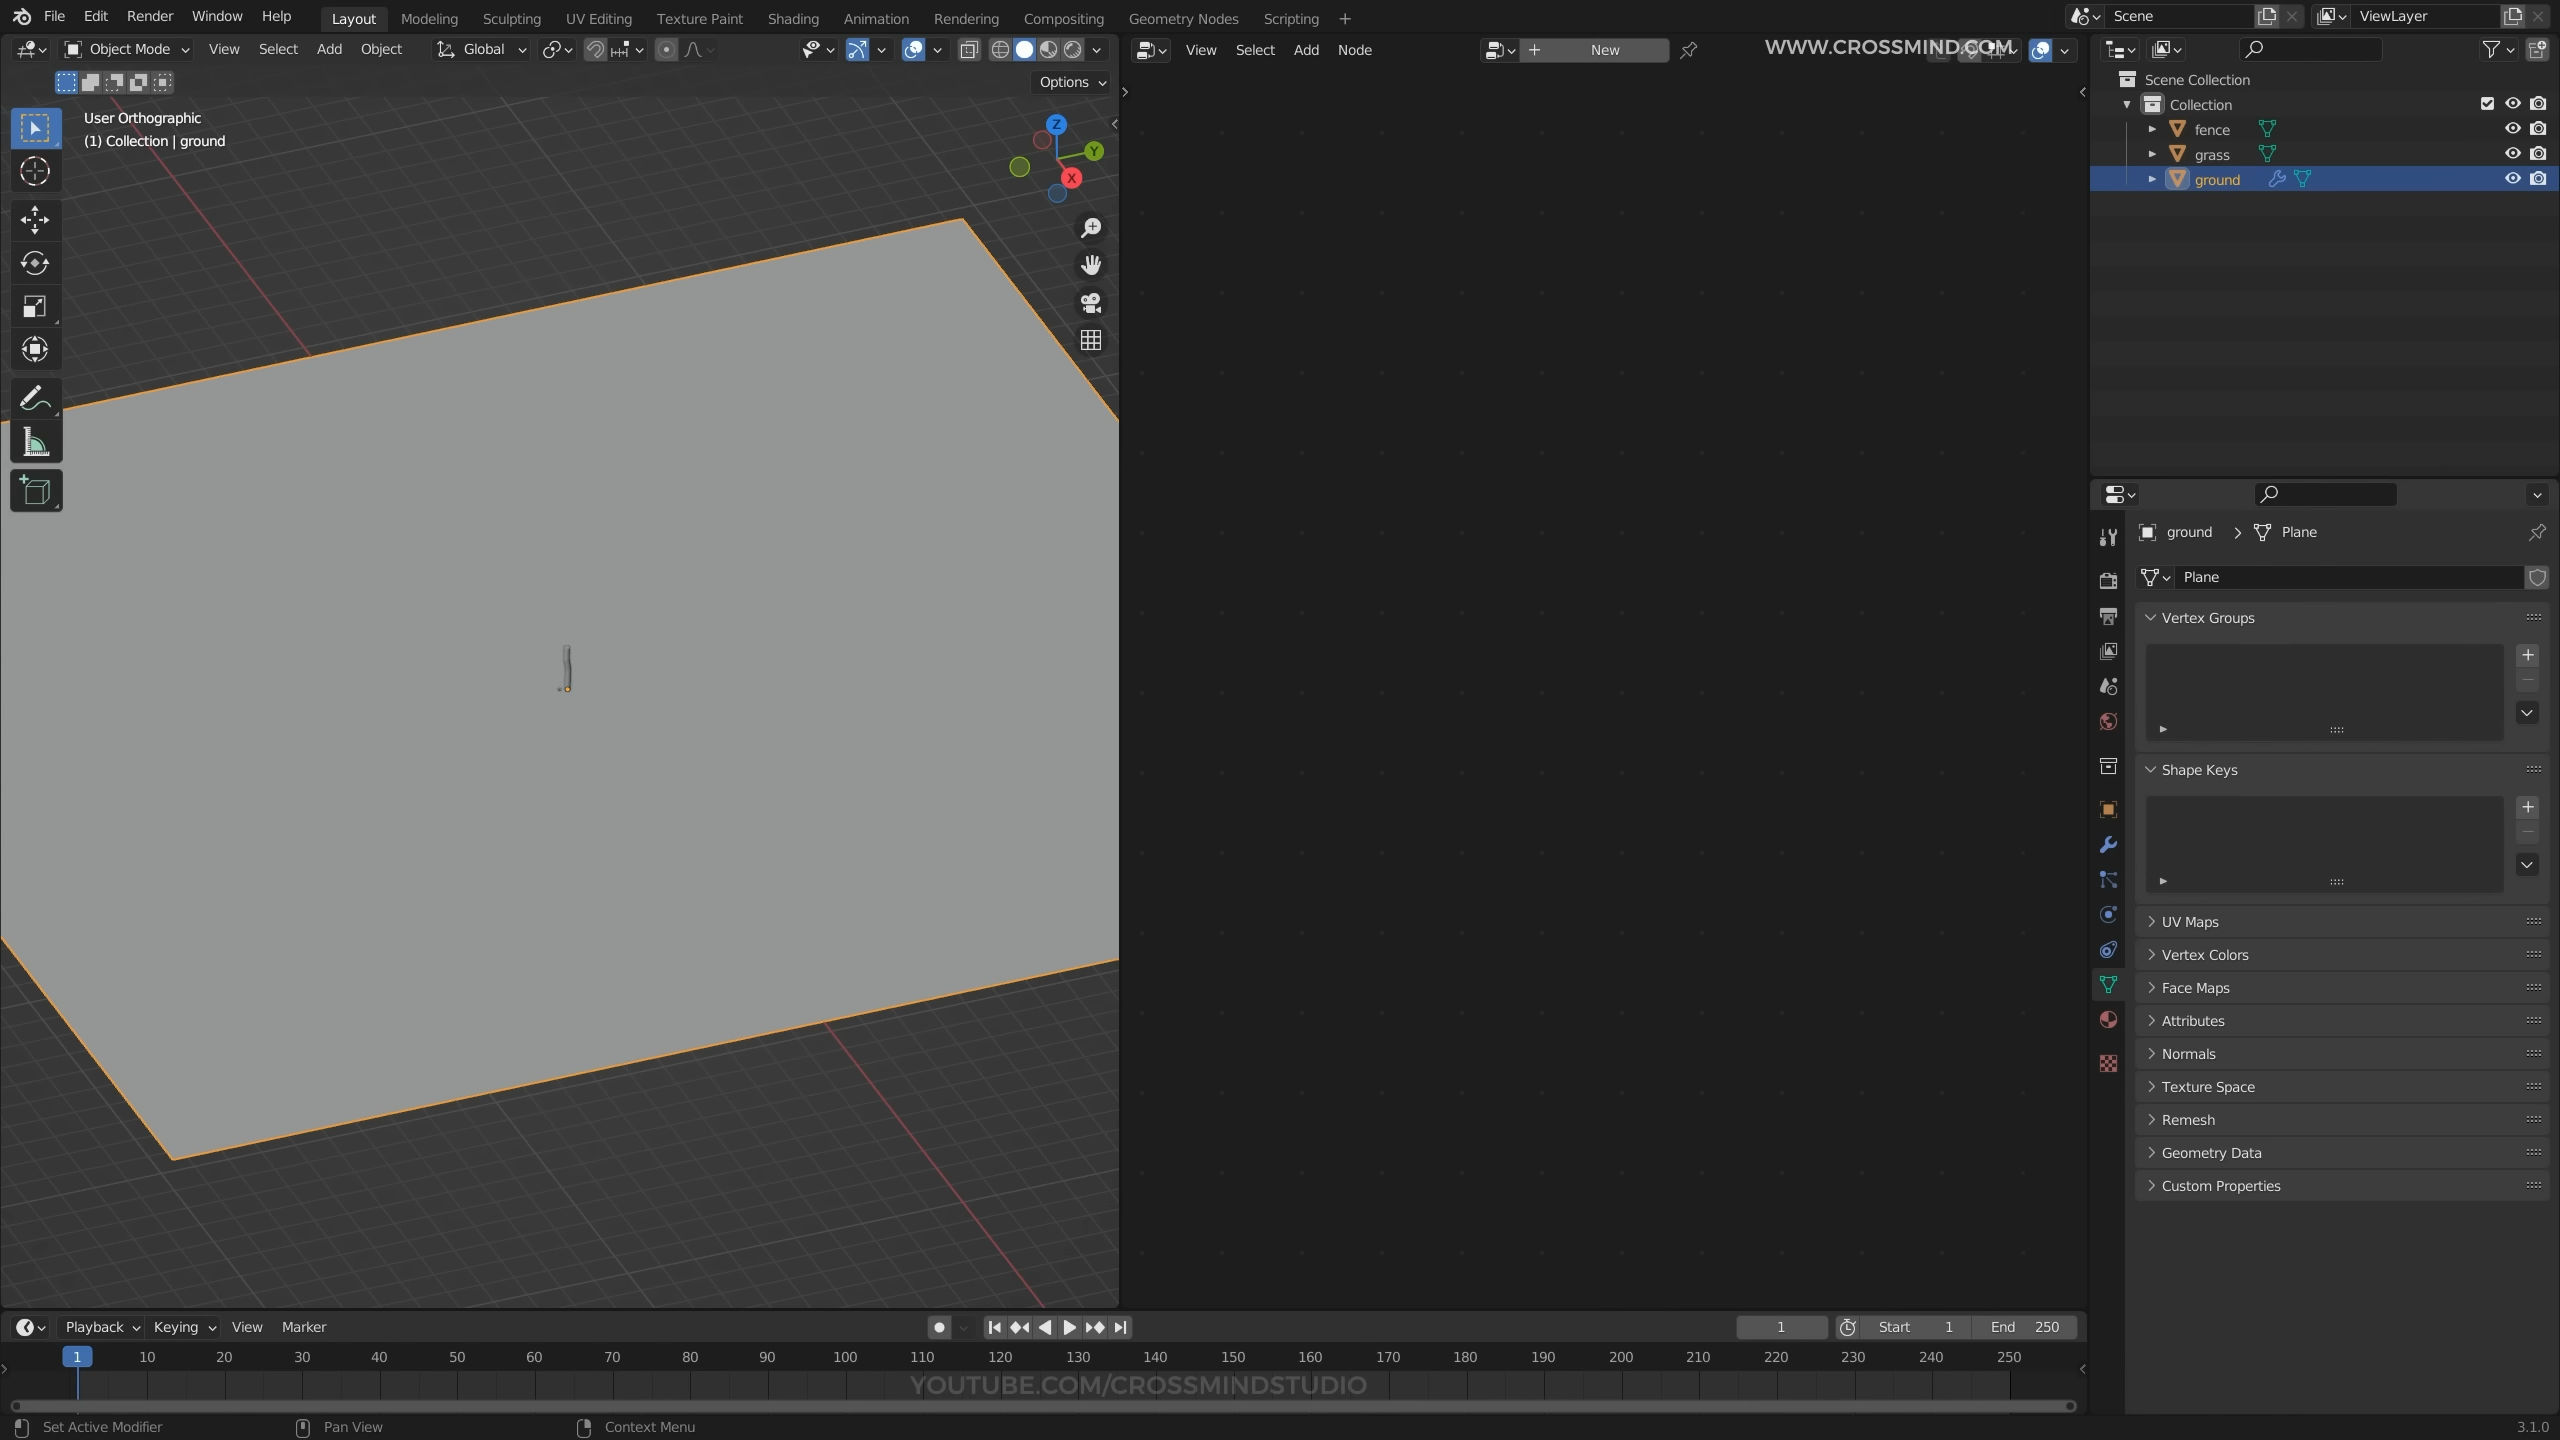 File Edit Render Window Help Layout Modeling Sculpting UV Editing Texture Paint Shading Animation Rendering Compositing Geometry Nodes Scripting + Scene ViewLayer
Object Mode View Select Add Object Global View Select Add Node + New WWW.CROSSMIND.COM
Options
User Orthographic
(1) Collection | ground
Z
Y
X
Scene Collection
Collection
fence
grass
ground
ground > Plane
Plane
Vertex Groups
Shape Keys
UV Maps
Vertex Colors
Face Maps
Attributes
Normals
Texture Space
Remesh
Geometry Data
Custom Properties
Playback Keying View Marker 1 Start 1 End 250
1 10 20 30 40 50 60 70 80 90 100 110 120 130 140 150 160 170 180 190 200 210 220 230 240 250
YOUTUBE.COM/CROSSMINDSTUDIO
Set Active Modifier Pan View Context Menu 3.1.0